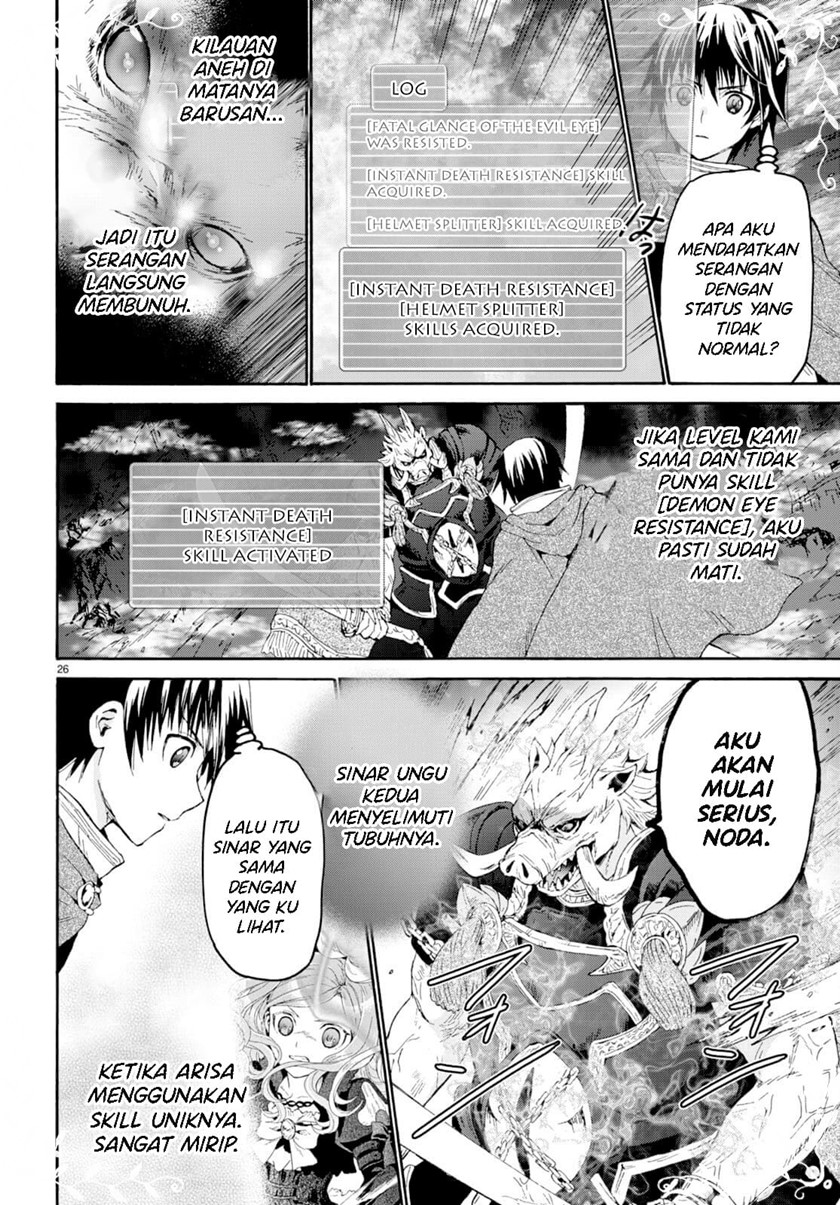 APA AKU
MENDAPATKAN
SERANGAN
DENGAN
STATUS YANG
TIDAK
NORMAL?
はっ
LOG
[FATAL GLANCE OF THE EVIL EYE]
WAS RESISTED.
[INSTANT DEATH RESISTANCE] SKILL
ACQUIRED.
[HELMET SPLITTER] SKILL ACQUIRED.
[INSTANT DEATH RESISTANCE]
[HELMET SPLITTER]
SKILLS ACQUIRED.
KILAUAN
ANEH DI
MATANYA
BARUSAN...
JADI ITU
SERANGAN
LANGSUNG
MEMBUNUH.
JIKA LEVEL KAMI
SAMA DAN TIDAK
PUNYA SKILL
[DEMON EYE
RESISTANCE], AKU
PASTI SUDAH
MATI.
[INSTANT DEATH
RESISTANCE]
SKILL ACTIVATED
26
AKU
AKAN
MULAI
SERIUS,
NODA.
SINAR UNGU
KEDUA
MENYELIMUTI
TUBUHNYA.
LALU ITU
SINAR YANG
SAMA
DENGAN
YANG KU
LIHAT.
KETIKA ARISA
MENGGUNAKAN
SKILL UNIKNYA.
SANGAT MIRIP.